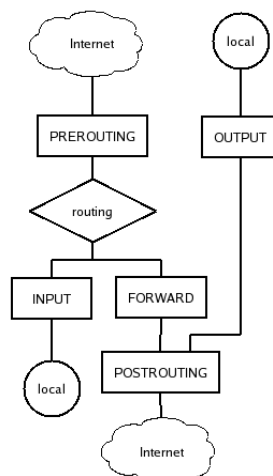 Internet
local
PREROUTING
OUTPUT
routing
INPUT
FORWARD
local
POSTROUTING
Internet